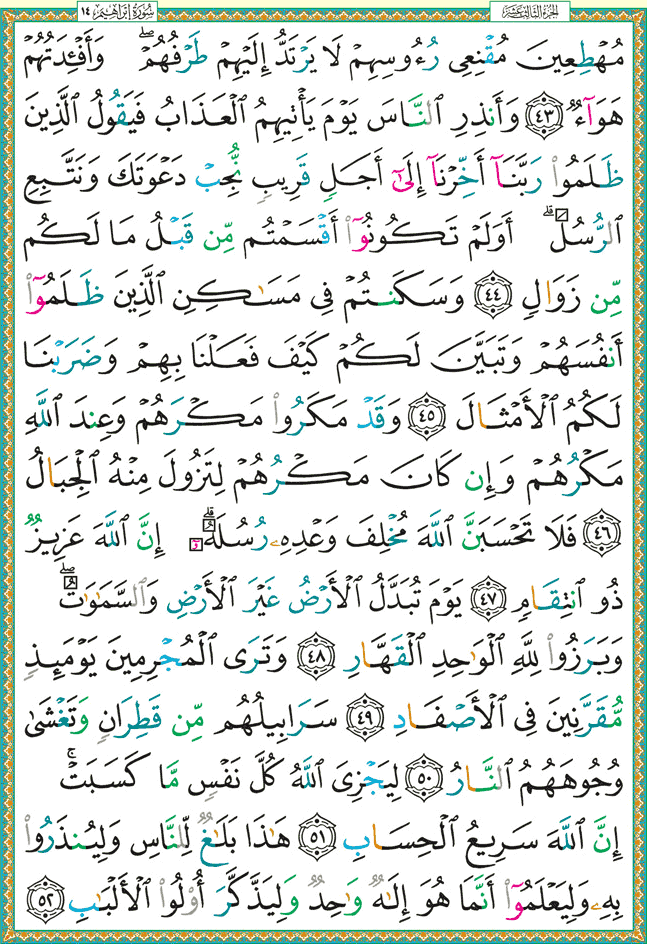 سُورَةُ إِبْرَاهِيم ١٤ الجزء الثالث عشر
مُهْطِعِينَ مُقْنِعِى رُءُوسِهِمْ لَا يَرْتَدُّ إِلَيْهِمْ طَرْفُهُمْ ۖ وَأَفْـِٔدَتُهُمْ
هَوَآءٌ ﴿٤٣﴾ وَأَنذِرِ ٱلنَّاسَ يَوْمَ يَأْتِيهِمُ ٱلْعَذَابُ فَيَقُولُ ٱلَّذِينَ
ظَلَمُوا۟ رَبَّنَآ أَخِّرْنَآ إِلَىٰٓ أَجَلٍ قَرِيبٍ نُّجِبْ دَعْوَتَكَ وَنَتَّبِعِ
ٱلرُّسُلَ ۗ أَوَلَمْ تَكُونُوٓا۟ أَقْسَمْتُم مِّن قَبْلُ مَا لَكُم
مِّن زَوَالٍ ﴿٤٤﴾ وَسَكَنتُمْ فِى مَسَـٰكِنِ ٱلَّذِينَ ظَلَمُوٓا۟
أَنفُسَهُمْ وَتَبَيَّنَ لَكُمْ كَيْفَ فَعَلْنَا بِهِمْ وَضَرَبْنَا
لَكُمُ ٱلْأَمْثَالَ ﴿٤٥﴾ وَقَدْ مَكَرُوا۟ مَكْرَهُمْ وَعِندَ ٱللَّهِ
مَكْرُهُمْ وَإِن كَانَ مَكْرُهُمْ لِتَزُولَ مِنْهُ ٱلْجِبَالُ
﴿٤٦﴾ فَلَا تَحْسَبَنَّ ٱللَّهَ مُخْلِفَ وَعْدِهِۦ رُسُلَهُۥٓ ۗ إِنَّ ٱللَّهَ عَزِيزٌ
ذُو ٱنتِقَامٍ ﴿٤٧﴾ يَوْمَ تُبَدَّلُ ٱلْأَرْضُ غَيْرَ ٱلْأَرْضِ وَٱلسَّمَـٰوَٰتُ ۖ
وَبَرَزُوا۟ لِلَّهِ ٱلْوَٰحِدِ ٱلْقَهَّارِ ﴿٤٨﴾ وَتَرَى ٱلْمُجْرِمِينَ يَوْمَئِذٍ
مُّقَرَّنِينَ فِى ٱلْأَصْفَادِ ﴿٤٩﴾ سَرَابِيلُهُم مِّن قَطِرَانٍ وَتَغْشَىٰ
وُجُوهَهُمُ ٱلنَّارُ ﴿٥٠﴾ لِيَجْزِىَ ٱللَّهُ كُلَّ نَفْسٍ مَّا كَسَبَتْ ۚ
إِنَّ ٱللَّهَ سَرِيعُ ٱلْحِسَابِ ﴿٥١﴾ هَـٰذَا بَلَـٰغٌ لِّلنَّاسِ وَلِيُنذَرُوا۟
بِهِۦ وَلِيَعْلَمُوٓا۟ أَنَّمَا هُوَ إِلَـٰهٌ وَٰحِدٌ وَلِيَذَّكَّرَ أُو۟لُوا۟ ٱلْأَلْبَـٰبِ ﴿٥٢﴾